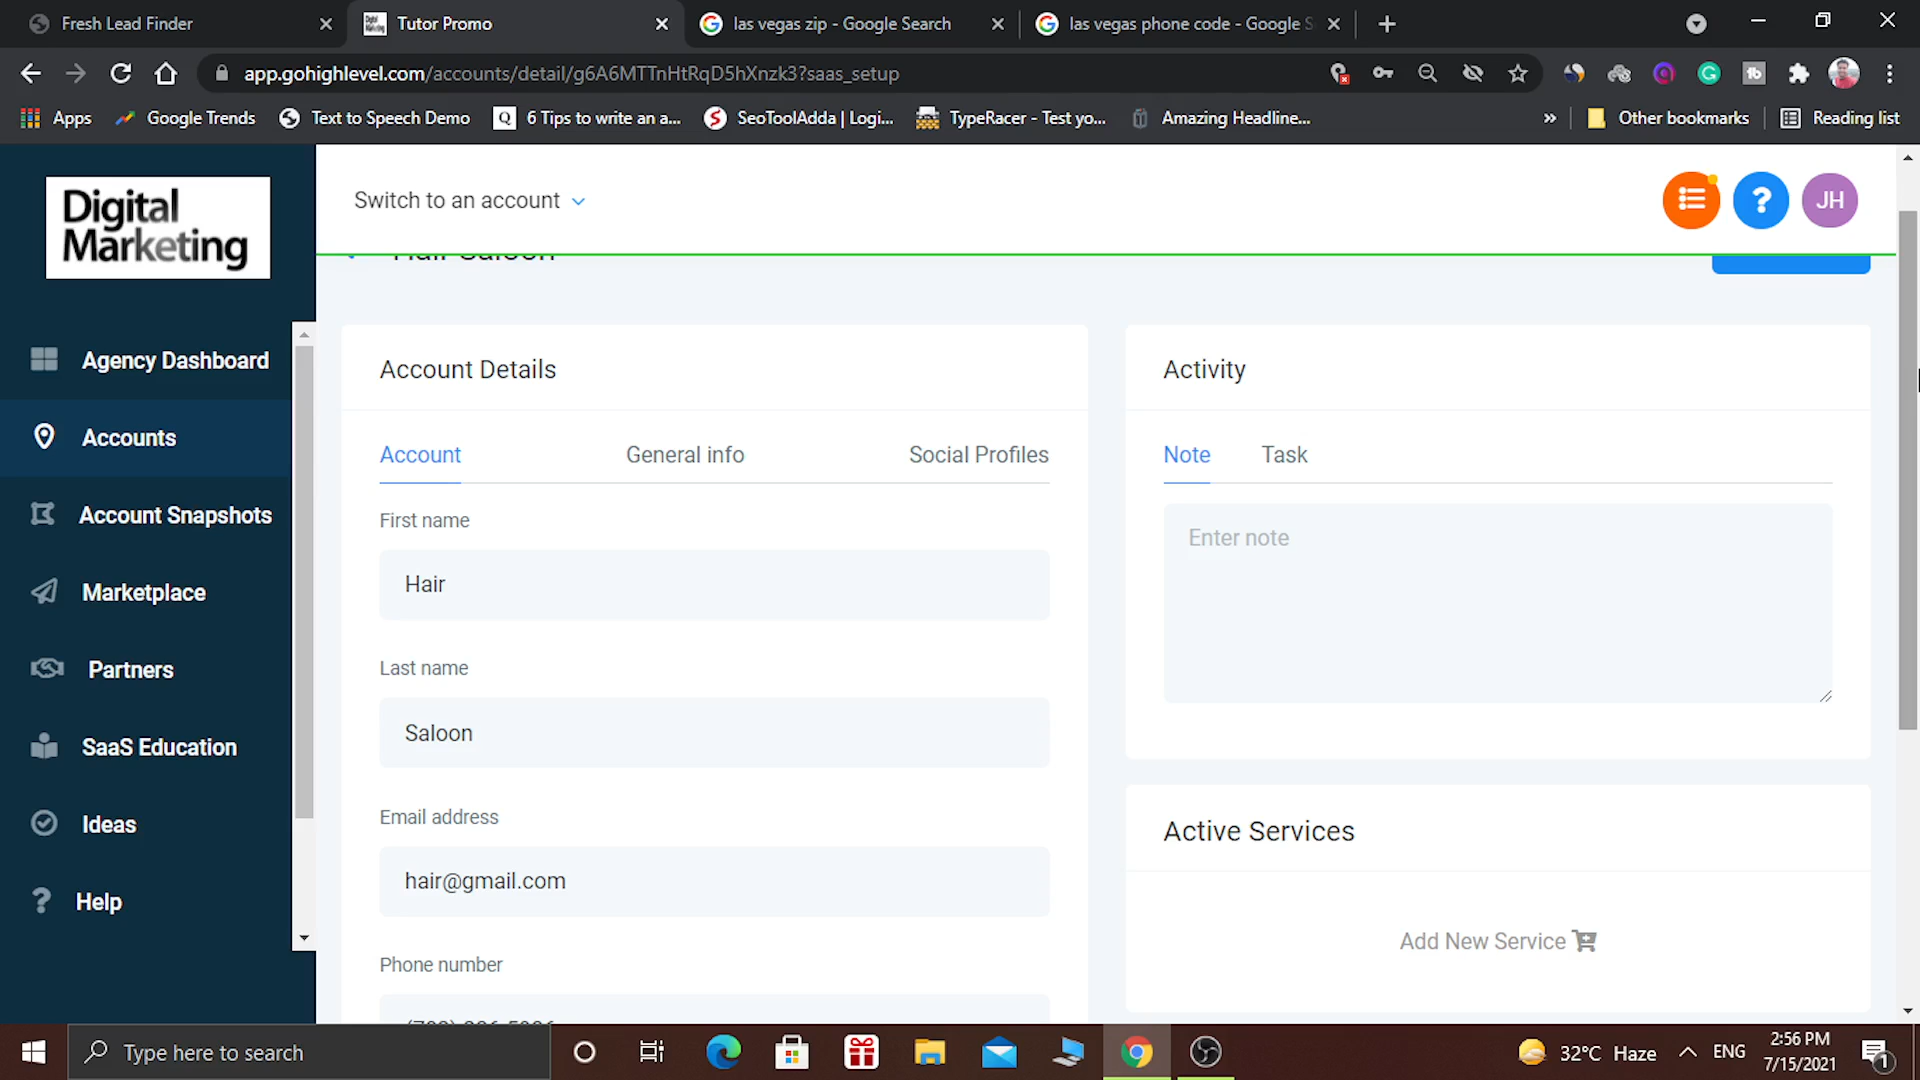 Fresh Lead Finder
Tutor Promo
las vegas zip - Google Search
las vegas phone code - Google S
app.gohighlevel.com/accounts/detail/g6A6MTTnHtRqD5hXnzk3?saas_setup
Apps
Google Trends
Text to Speech Demo
Q 6 Tips to write an a...
SeoToolAdda | Logi...
TypeRacer - Test yo...
Amazing Headline...
»
Other bookmarks
Reading list
Digital
Marketing
Switch to an account
?
JH
Hair Saloon
Agency Dashboard
Accounts
Account Snapshots
Marketplace
Partners
SaaS Education
Ideas
Help
Account Details
Account
General info
Social Profiles
First name
Hair
Last name
Saloon
Email address
hair@gmail.com
Phone number
Activity
Note
Task
Enter note
Active Services
Add New Service
Type here to search
32°C Haze
ENG
2:56 PM
7/15/2021
1